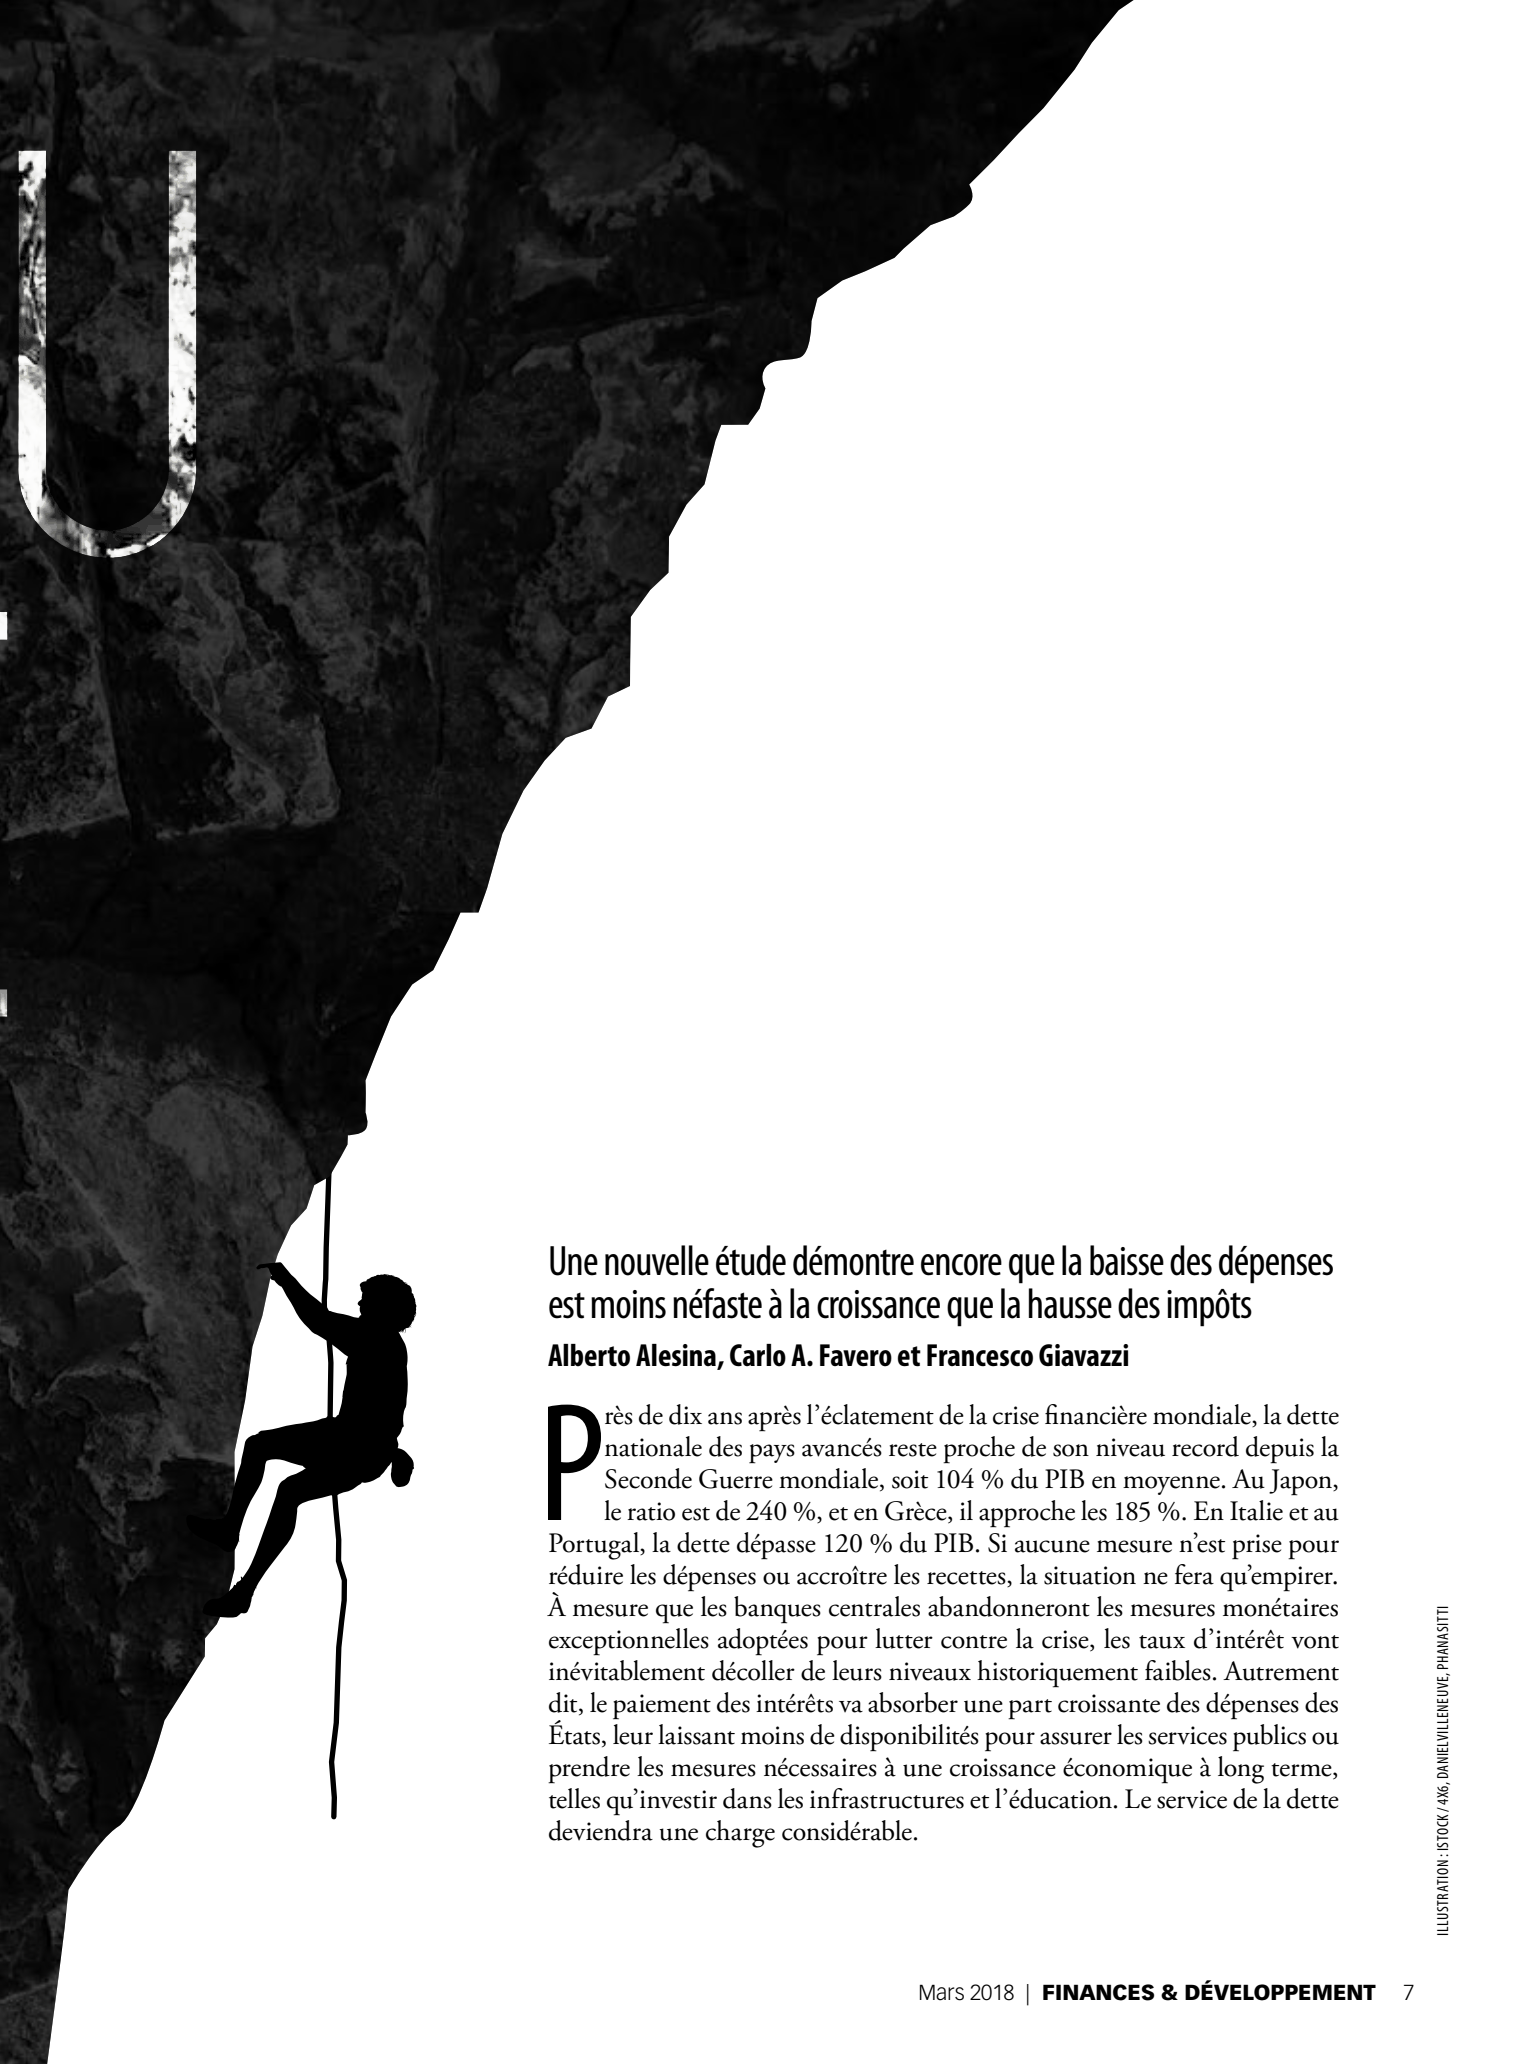 U
Une nouvelle étude démontre encore que la baisse des dépenses
est moins néfaste à la croissance que la hausse des impôts
Alberto Alesina, Carlo A. Favero et Francesco Giavazzi
Près de dix ans après l’éclatement de la crise financière mondiale, la dette
nationale des pays avancés reste proche de son niveau record depuis la
Seconde Guerre mondiale, soit 104 % du PIB en moyenne. Au Japon,
le ratio est de 240 %, et en Grèce, il approche les 185 %. En Italie et au
Portugal, la dette dépasse 120 % du PIB. Si aucune mesure n’est prise pour
réduire les dépenses ou accroître les recettes, la situation ne fera qu’empirer.
À mesure que les banques centrales abandonneront les mesures monétaires
exceptionnelles adoptées pour lutter contre la crise, les taux d’intérêt vont
inévitablement décoller de leurs niveaux historiquement faibles. Autrement
dit, le paiement des intérêts va absorber une part croissante des dépenses des
États, leur laissant moins de disponibilités pour assurer les services publics ou
prendre les mesures nécessaires à une croissance économique à long terme,
telles qu’investir dans les infrastructures et l’éducation. Le service de la dette
deviendra une charge considérable.
ILLUSTRATION : ISTOCK / 4X6, DANIELVILLENEUVE, PHANASITTI
Mars 2018 | FINANCES & DÉVELOPPEMENT 7